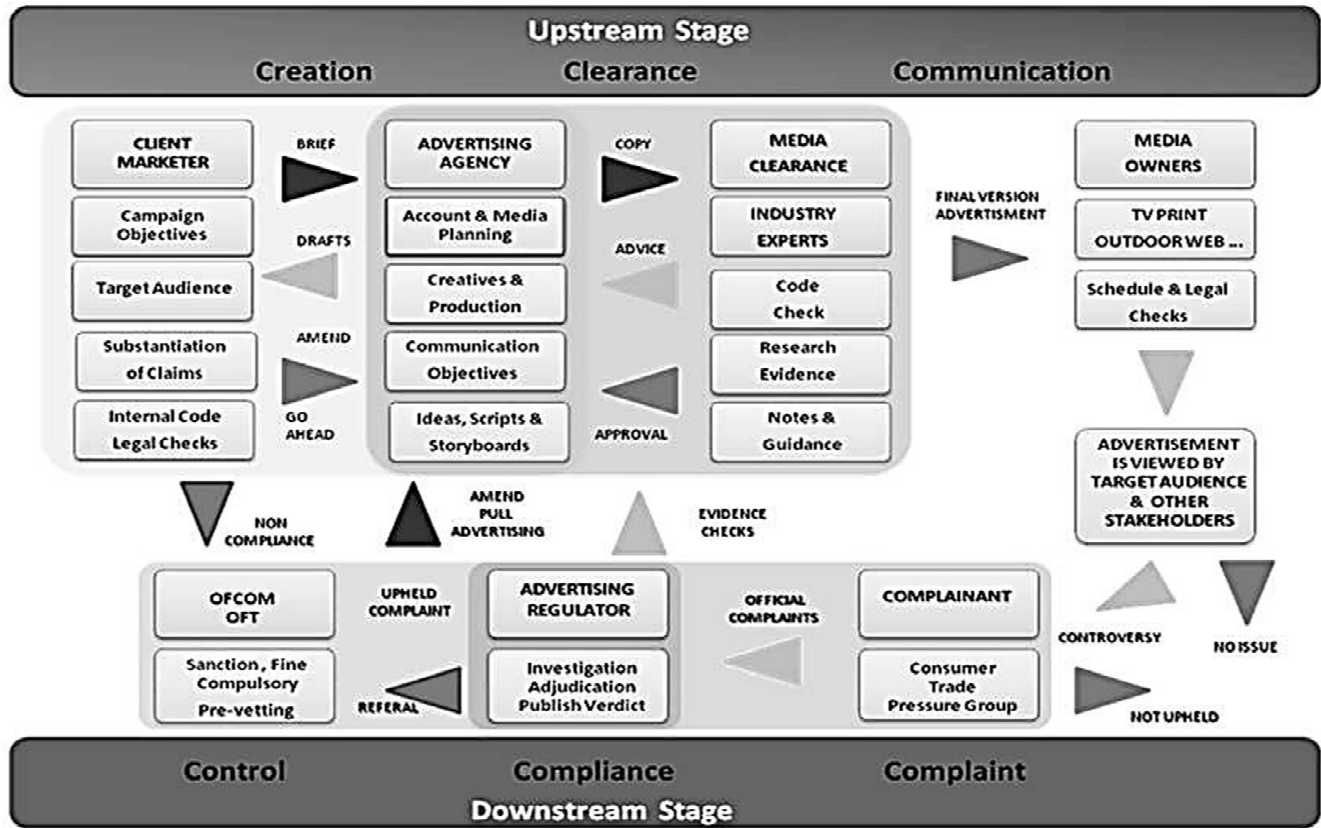 Upstream Stage
Creation
Clearance
Communication
CLIENT
MARKETER
Campaign
Objectives
Target Audience
Substantiation
of Claims
Internal Code
Legal Checks
BRIEF
DRAFTS
AMEND
GO
AHEAD
ADVERTISING
AGENCY
Account & Media
Planning
Creatives &
Production
Communication
Objectives
Ideas, Scripts &
Storyboards
COPY
ADVICE
APPROVAL
MEDIA
CLEARANCE
INDUSTRY
EXPERTS
Code
Check
Research
Evidence
Notes &
Guidance
FINAL VERSION
ADVERTISMENT
MEDIA
OWNERS
TV PRINT
OUTDOOR WEB ...
Schedule & Legal
Checks
ADVERTISEMENT
IS VIEWED BY
TARGET AUDIENCE
& OTHER
STAKEHOLDERS
NON
COMPLIANCE
AMEND
PULL
ADVERTISING
EVIDENCE
CHECKS
CONTROVERSY
NO ISSUE
OFCOM
OFT
Sanction, Fine
Compulsory
Pre-vetting
UPHELD
COMPLAINT
REFERAL
ADVERTISING
REGULATOR
Investigation
Adjudication
Publish Verdict
OFFICIAL
COMPLAINTS
COMPLAINANT
Consumer
Trade
Pressure Group
NOT UPHELD
Control
Compliance
Complaint
Downstream Stage